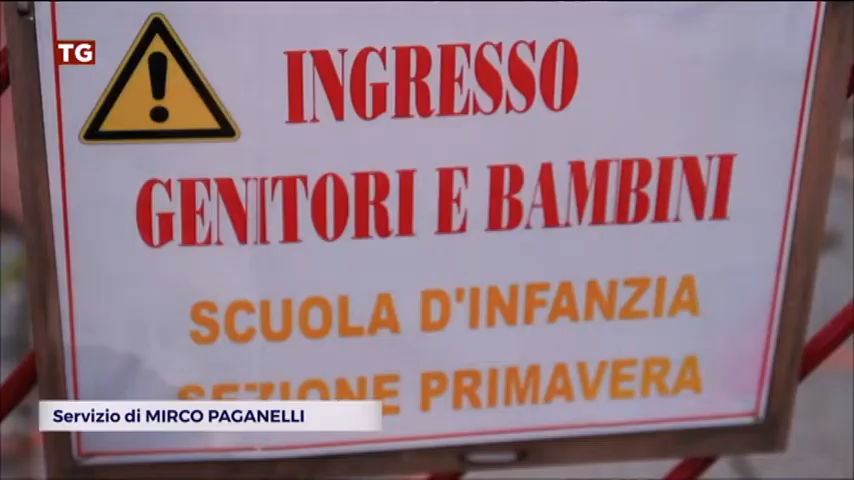 TG
INGRESSO
GENITORI E BAMBINI
SCUOLA D'INFANZIA
SEZIONE PRIMAVERA
Servizio di MIRCO PAGANELLI